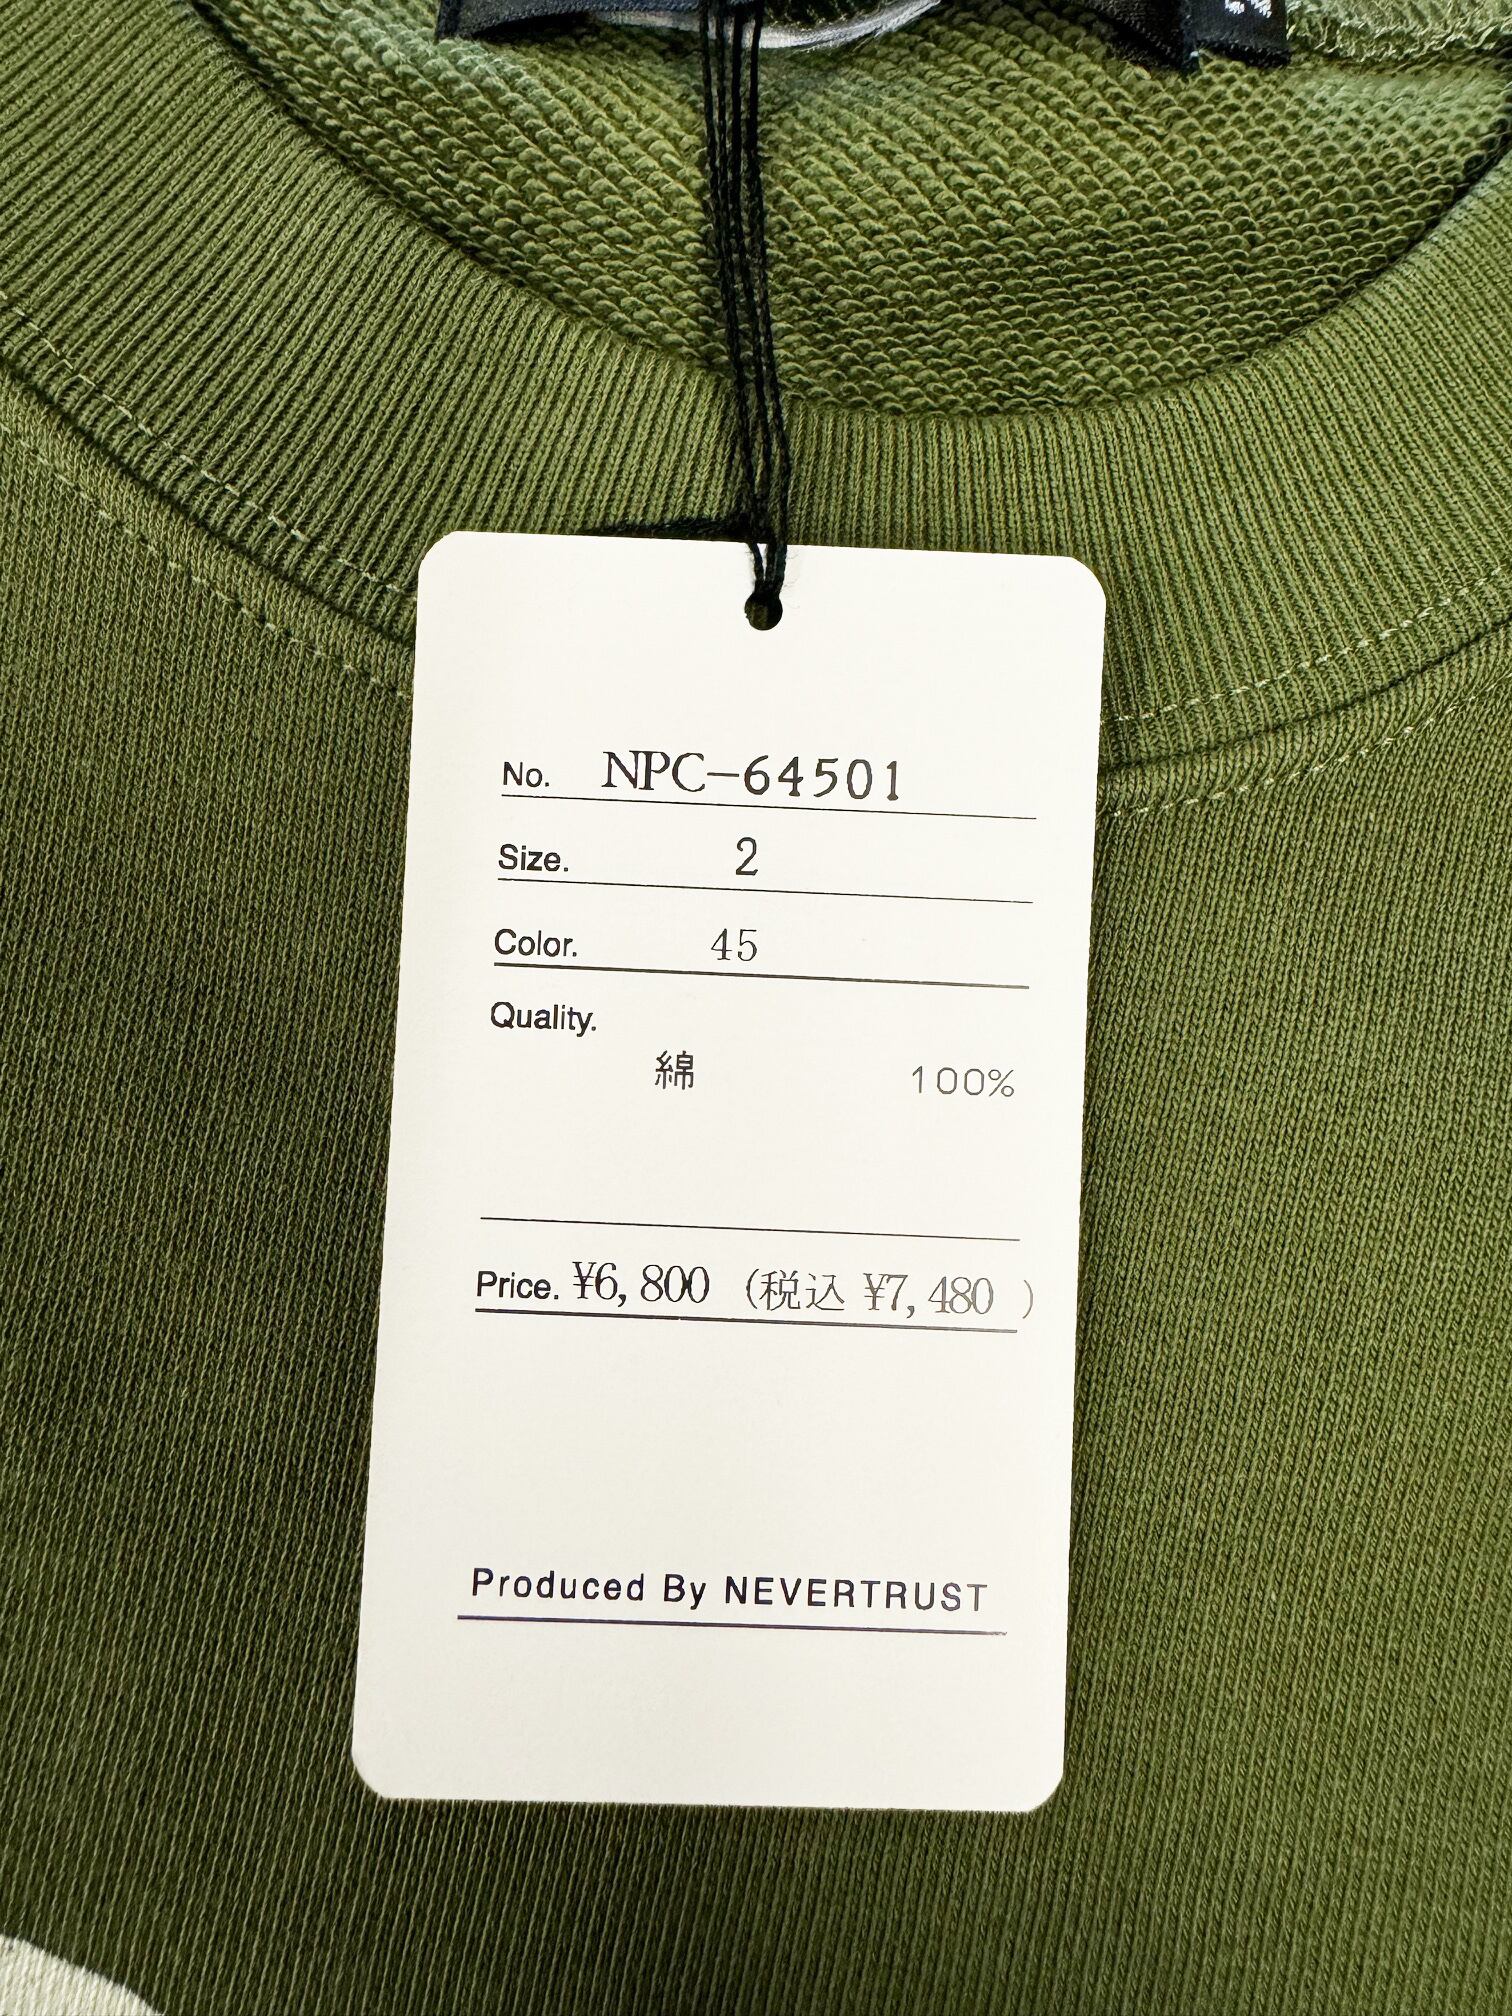 No. NPC-64501
Size. 2
Color. 45
Quality.
綿 100%
Price. ¥6,800 (税込 ¥7,480 )
Produced By NEVERTRUST